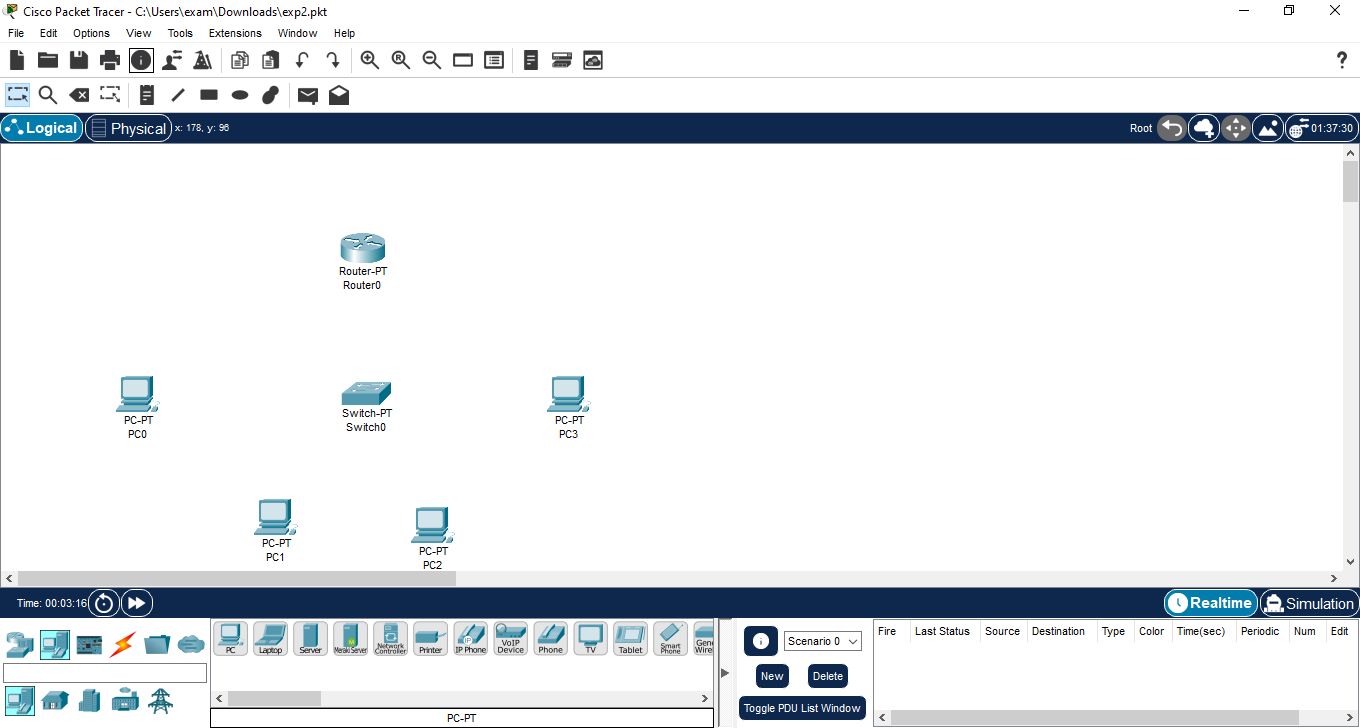 Cisco Packet Tracer - C:\Users\exam\Downloads\exp2.pkt
File Edit Options View Tools Extensions Window Help
Logical Physical x: 178, y: 96 Root 01:37:30
Router-PT
Router0
PC-PT
PC0
Switch-PT
Switch0
PC-PT
PC3
PC-PT
PC1
PC-PT
PC2
Time: 00:03:16 Realtime Simulation
PC Laptop Server Meraki Server Network Controller Printer IP Phone VoIP Device Phone TV Tablet Smart Phone
PC-PT
Scenario 0
New Delete
Toggle PDU List Window
Fire Last Status Source Destination Type Color Time(sec) Periodic Num Edit